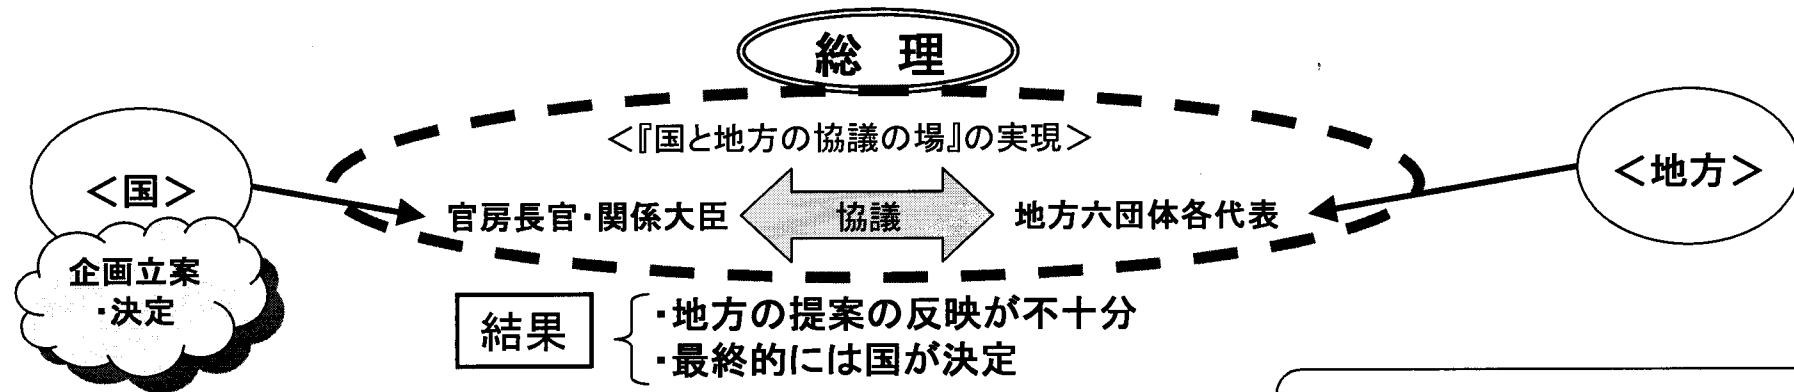 総 理
＜『国と地方の協議の場』の実現＞
＜国＞
＜地方＞
官房長官・関係大臣
協議
地方六団体各代表
企画立案
・決定
結果
・地方の提案の反映が不十分
・最終的には国が決定